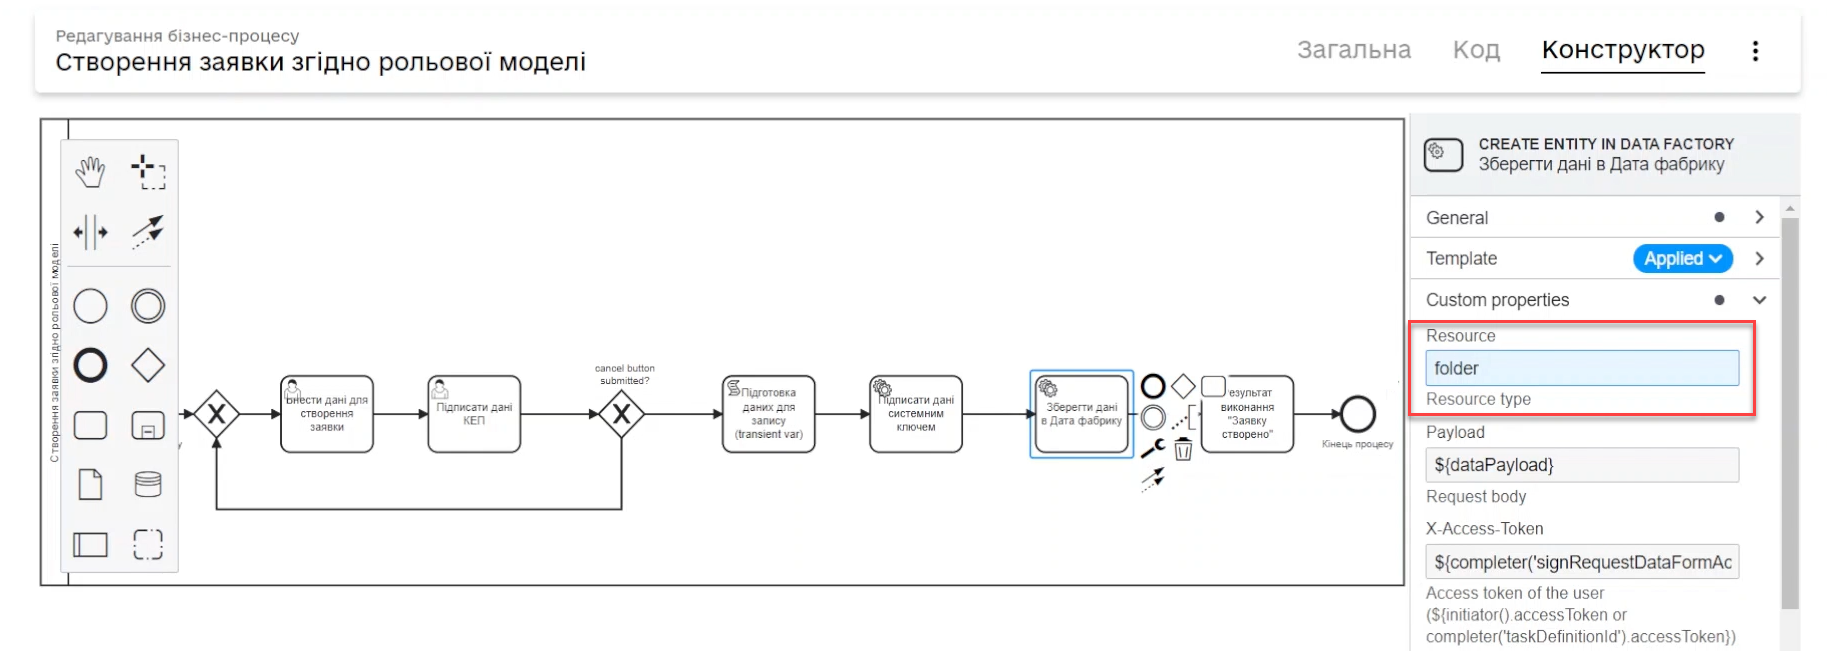 Редагування бізнес-процесу
Створення заявки згідно рольової моделі
Загальна
Код
Конструктор
Створення заявки згідно рольової моделі
Внести дані для
створення
заявки
Підписати дані
КЕП
cancel button
submitted?
Підготовка
даних для
запису
(transient var)
Підписати дані
системним
ключем
Зберегти дані
в Дата фабрику
езультат
виконання
"Заявку
створено"
Кінець процесу
CREATE ENTITY IN DATA FACTORY
Зберегти дані в Дата фабрику
General
Template
Applied
Custom properties
Resource
folder
Resource type
Payload
${dataPayload}
Request body
X-Access-Token
${completer('signRequestDataFormAc
Access token of the user
(${initiator().accessToken or
completer('taskDefinitionId').accessToken})